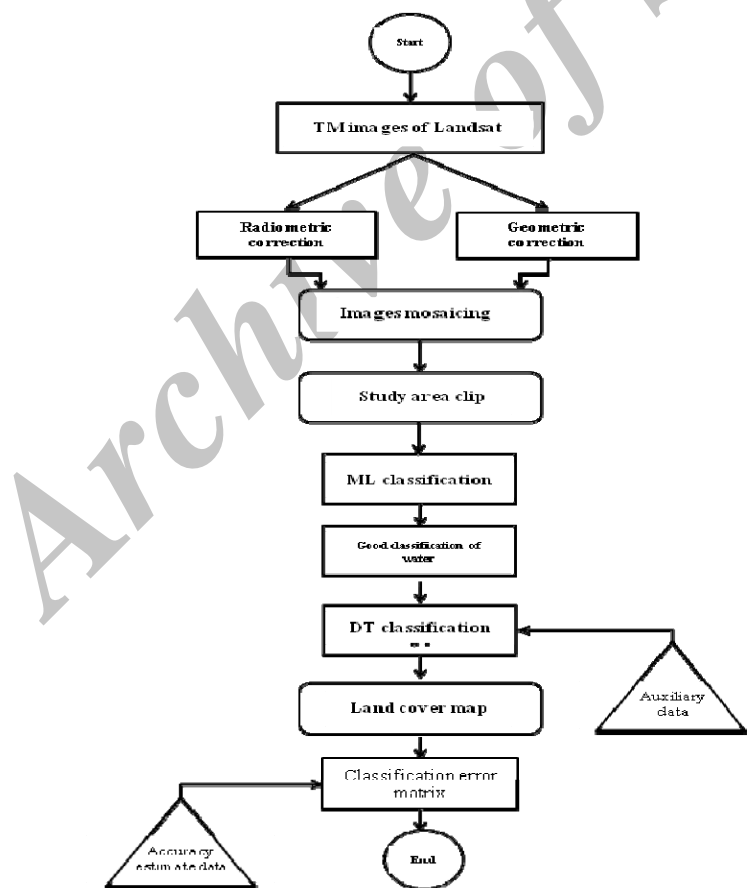 Start
TM images of Landsat
Radiometric
correction
Geometric
correction
Images mosaicing
Study area clip
ML classification
Good classification of
water
DT classification
Auxiliary
data
Land cover map
Classification error
matrix
Accuracy
estimate data
End
Archive of